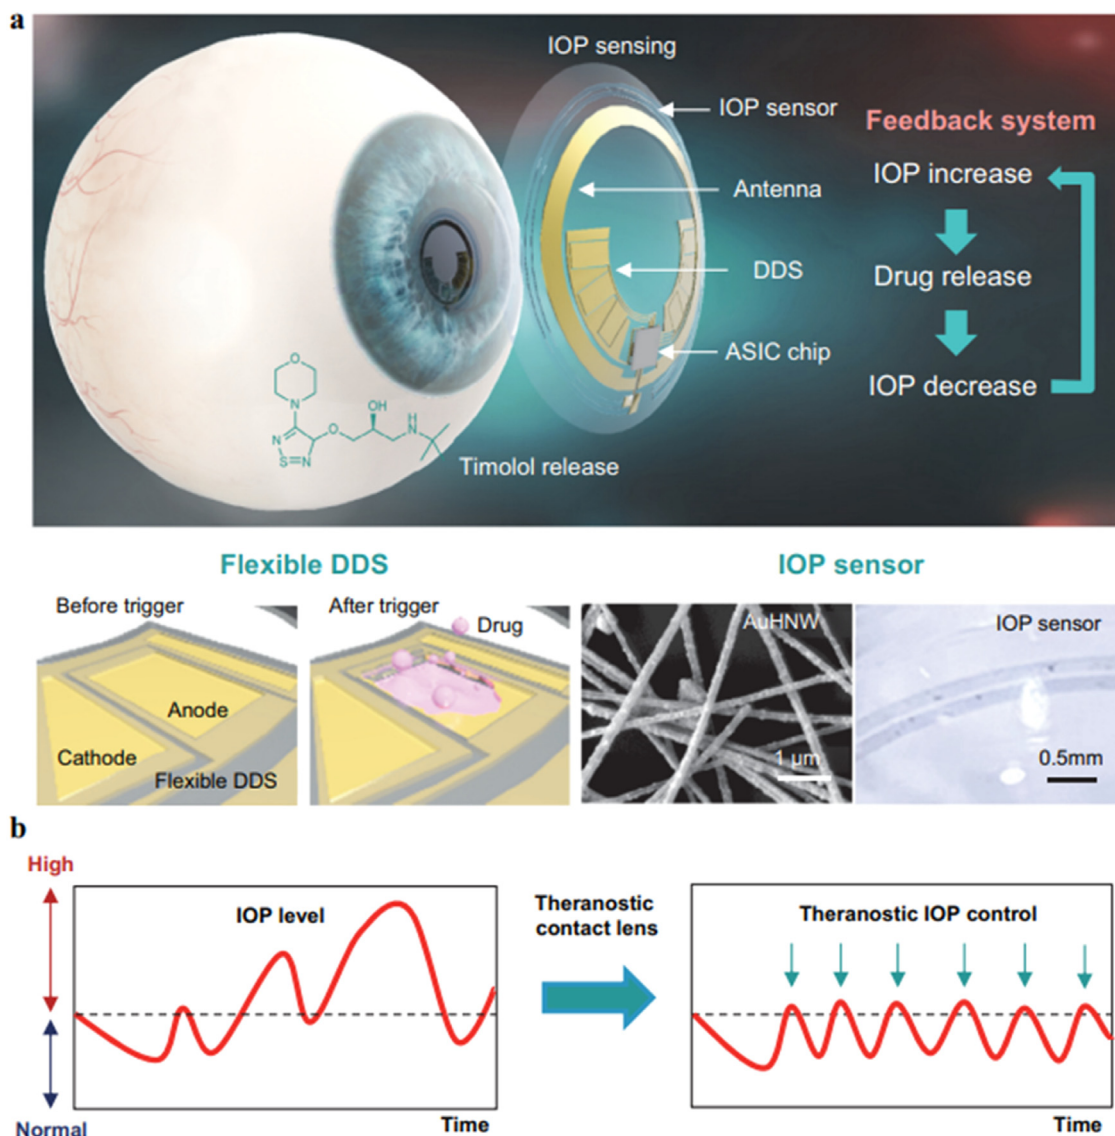 a
IOP sensing
IOP sensor
Antenna
DDS
ASIC chip
Feedback system
IOP increase
Drug release
IOP decrease
O
N
N
S
N
O
OH
H
N
Timolol release
Flexible DDS
Before trigger
Anode
Cathode
Flexible DDS
After trigger
Drug
IOP sensor
AuHNW
1 µm
IOP sensor
0.5mm
b
High
Normal
IOP level
Time
Theranostic
contact lens
Theranostic IOP control
Time